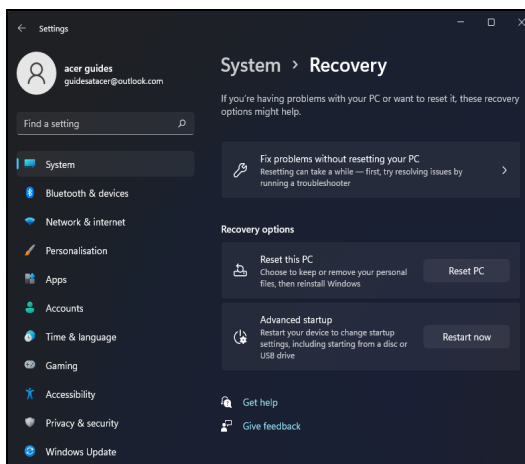 Settings
acer guides
guidesatacer@outlook.com
Find a setting
System
Bluetooth & devices
Network & internet
Personalisation
Apps
Accounts
Time & language
Gaming
Accessibility
Privacy & security
Windows Update
System > Recovery
If you're having problems with your PC or want to reset it, these recovery
options might help.
Fix problems without resetting your PC
Resetting can take a while — first, try resolving issues by
running a troubleshooter
Recovery options
Reset this PC
Choose to keep or remove your personal
files, then reinstall Windows
Reset PC
Advanced startup
Restart your device to change startup
settings, including starting from a disc or
USB drive
Restart now
Get help
Give feedback